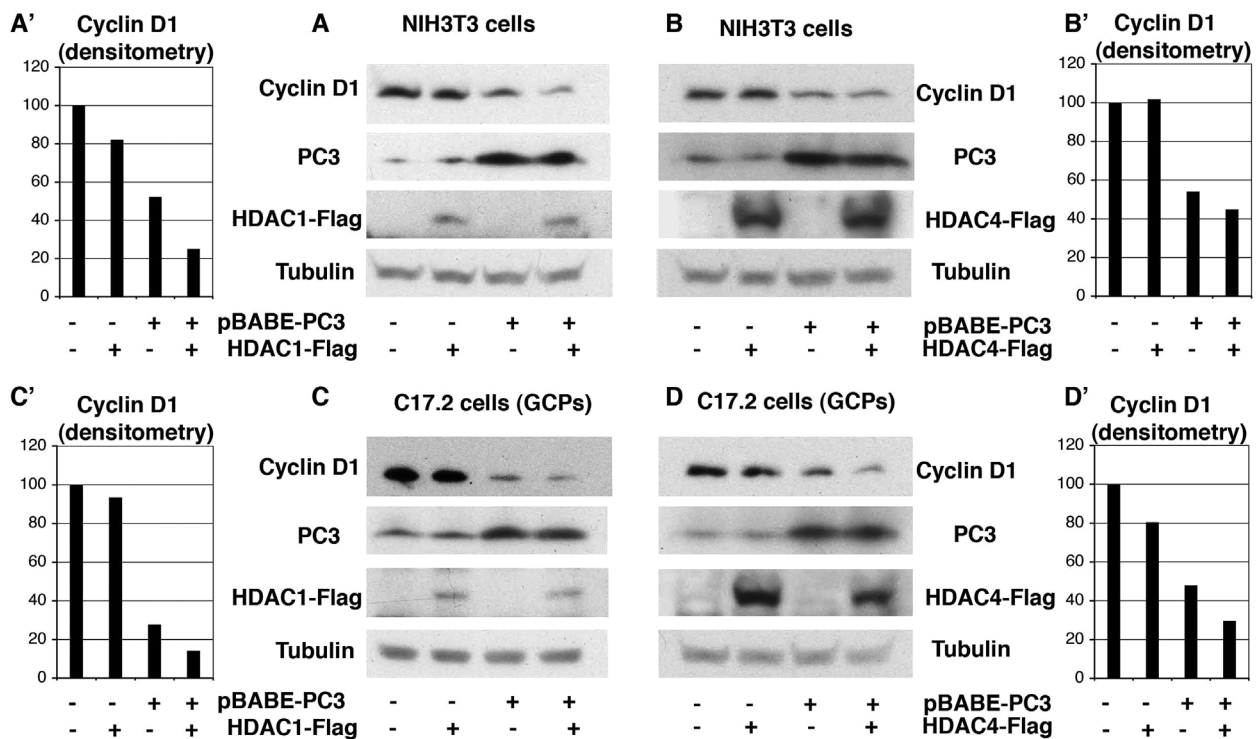 A'
Cyclin D1
(densitometry)
120
100
80
60
40
20
0
- - + +
- + - +
A
NIH3T3 cells
Cyclin D1
PC3
HDAC1-Flag
Tubulin
pBABE-PC3 - - + +
HDAC1-Flag - + - +
B
NIH3T3 cells
Cyclin D1
PC3
HDAC4-Flag
Tubulin
- - + + pBABE-PC3
- + - + HDAC4-Flag
B'
Cyclin D1
(densitometry)
120
100
80
60
40
20
0
- - + +
- + - +
C'
Cyclin D1
(densitometry)
120
100
80
60
40
20
0
- - + +
- + - +
C
C17.2 cells (GCPs)
Cyclin D1
PC3
HDAC1-Flag
Tubulin
pBABE-PC3 - - + +
HDAC1-Flag - + - +
D
C17.2 cells (GCPs)
Cyclin D1
PC3
HDAC4-Flag
Tubulin
- - + + pBABE-PC3
- + - + HDAC4-Flag
D'
Cyclin D1
(densitometry)
120
100
80
60
40
20
0
- - + +
- + - +